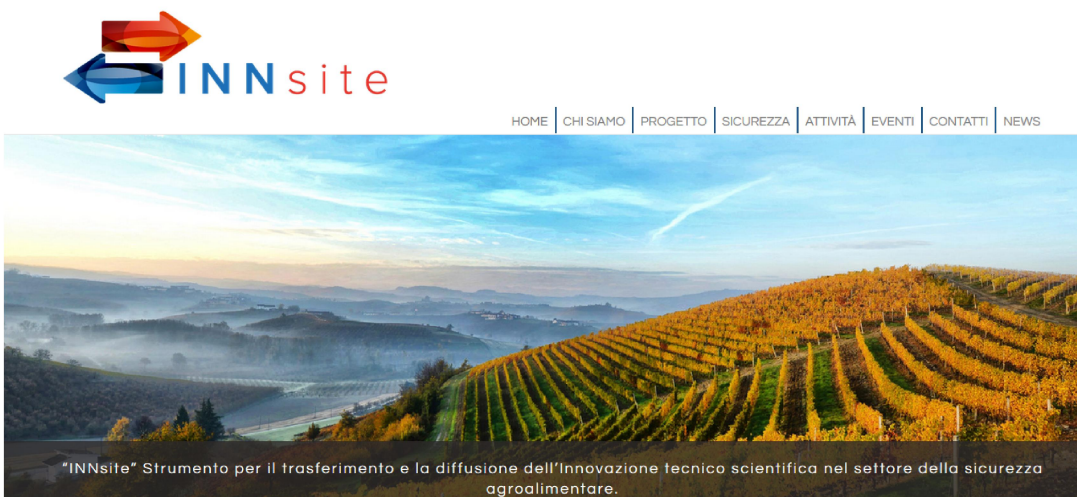 INNsite
HOME CHI SIAMO PROGETTO SICUREZZA ATTIVITÀ EVENTI CONTATTI NEWS
“INNsite” Strumento per il trasferimento e la diffusione dell’Innovazione tecnico scientifica nel settore della sicurezza
agroalimentare.